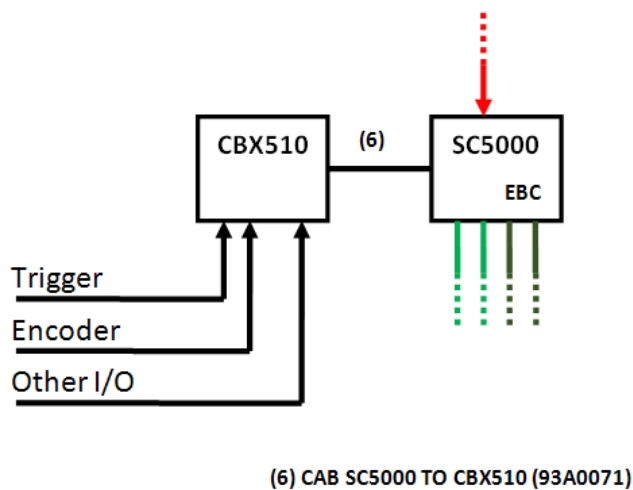 CBX510
(6)
SC5000
EBC
Trigger
Encoder
Other I/O
(6) CAB SC5000 TO CBX510 (93A0071)